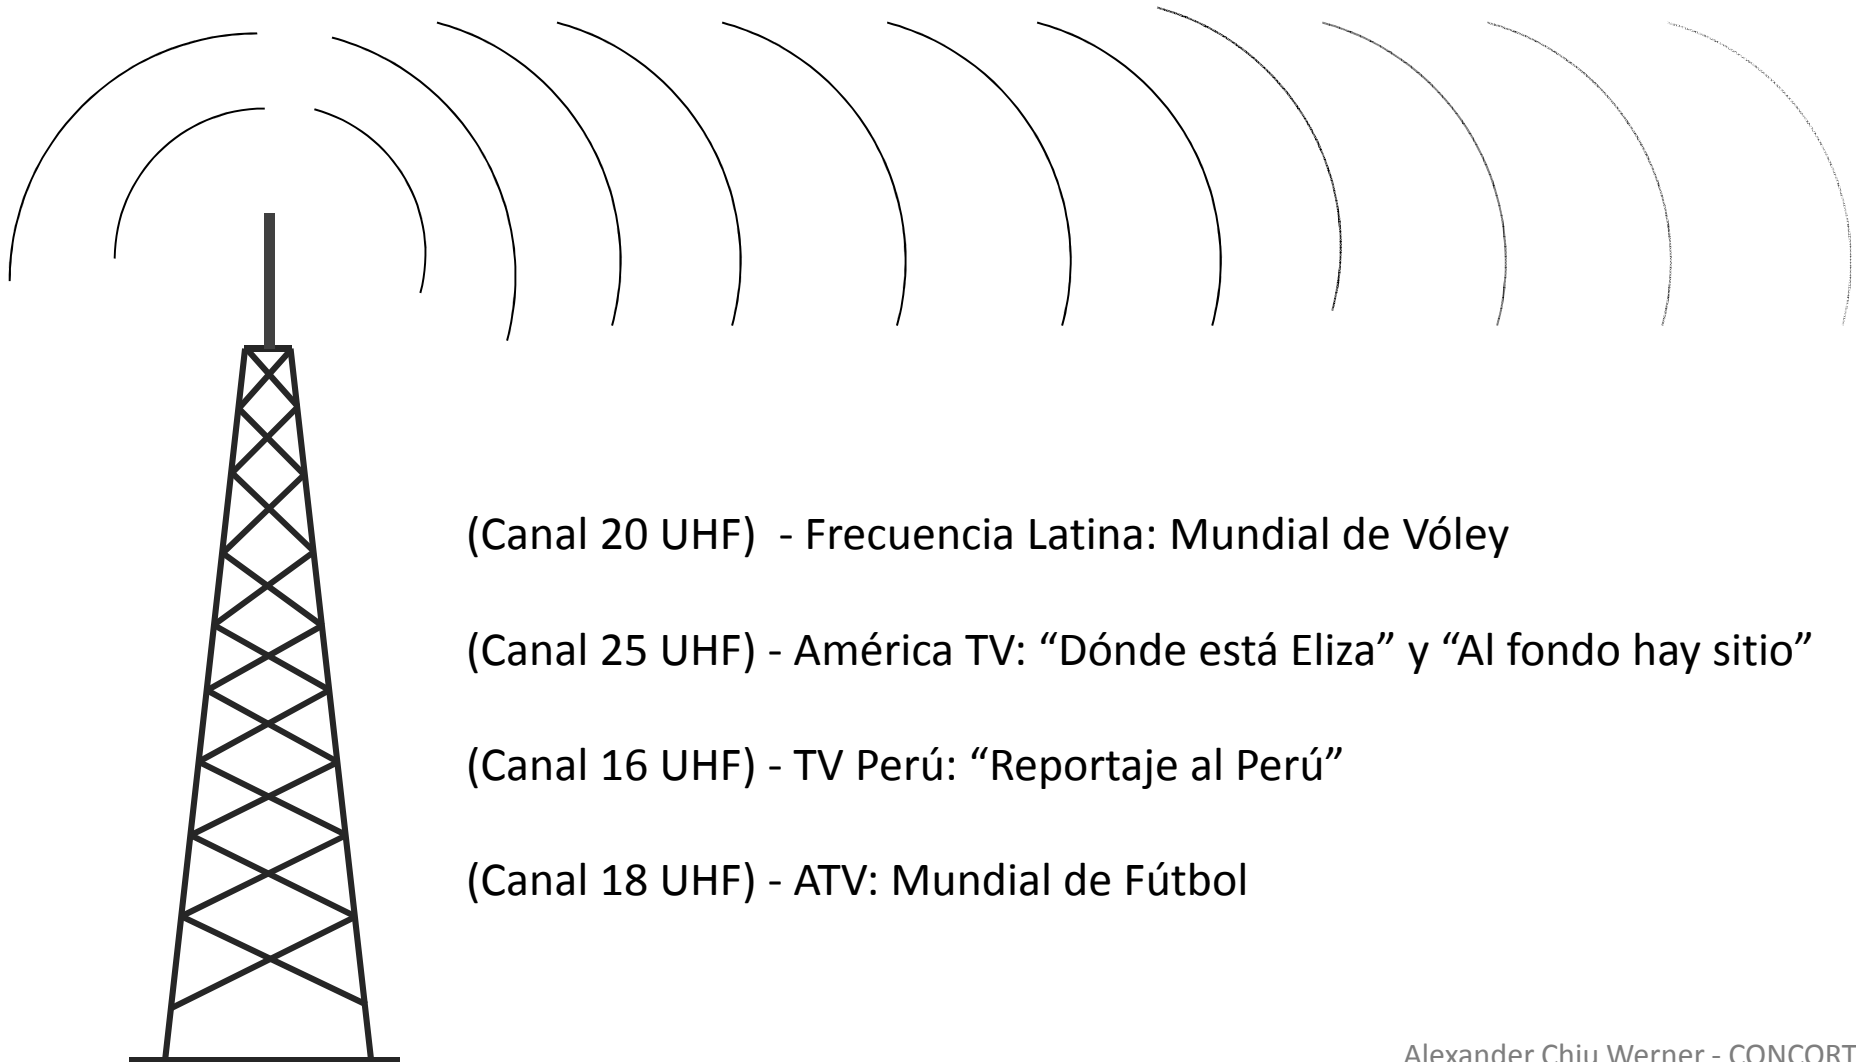 (Canal 20 UHF)  - Frecuencia Latina: Mundial de Vóley
(Canal 25 UHF) - América TV: “Dónde está Eliza” y “Al fondo hay sitio”
(Canal 16 UHF) - TV Perú: “Reportaje al Perú”
(Canal 18 UHF) - ATV: Mundial de Fútbol
Alexander Chiu Werner - CONCORT